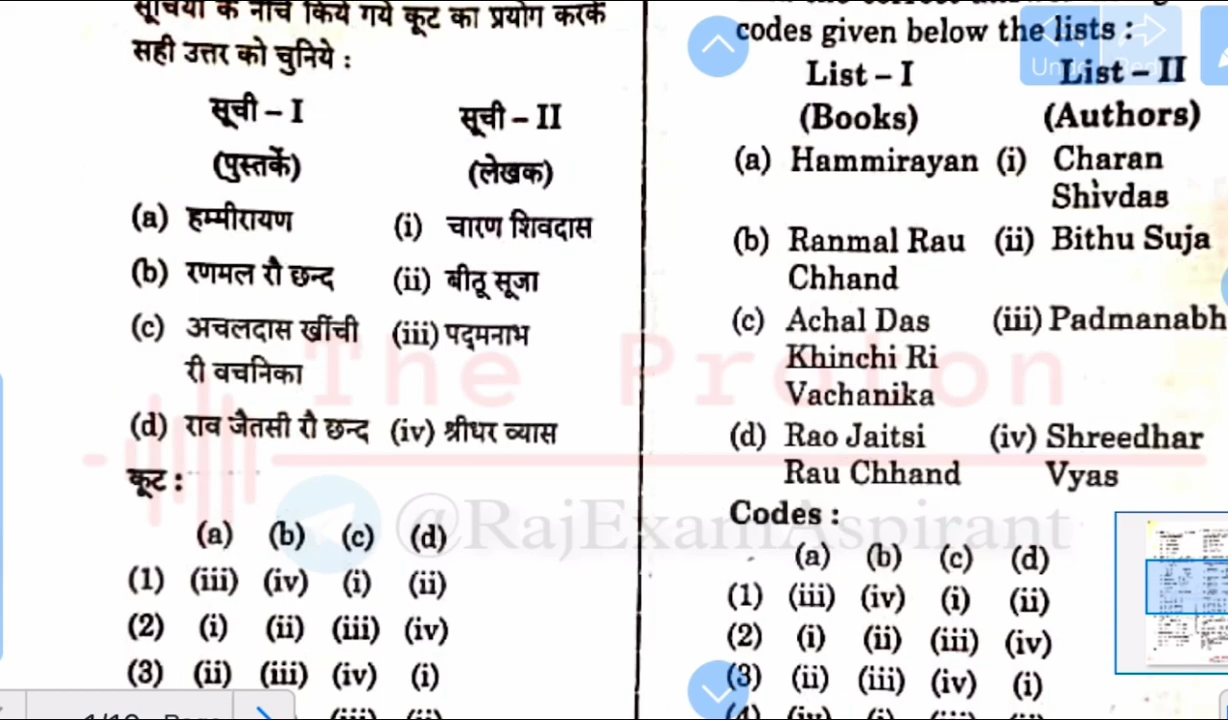 सूचियों के नीचे किये गये कूट का प्रयोग करके
सही उत्तर को चुनिये :
सूची – I सूची – II
(पुस्तकें) (लेखक)
(a) हम्मीरायण (i) चारण शिवदास
(b) रणमल रौ छन्द (ii) बीठू सूजा
(c) अचलदास खींची (iii) पद्मनाभ
री वचनिका
(d) राव जैतसी रौ छन्द (iv) श्रीधर व्यास
कूट :
(a) (b) (c) (d)
(1) (iii) (iv) (i) (ii)
(2) (i) (ii) (iii) (iv)
(3) (ii) (iii) (iv) (i)
(iii) (ii)
codes given below the lists :
List – I List – II
(Books) (Authors)
(a) Hammirayan (i) Charan
Shivdas
(b) Ranmal Rau (ii) Bithu Suja
Chhand
(c) Achal Das (iii) Padmanabh
Khinchi Ri
Vachanika
(d) Rao Jaitsi (iv) Shreedhar
Rau Chhand Vyas
Codes :
(a) (b) (c) (d)
(1) (iii) (iv) (i) (ii)
(2) (i) (ii) (iii) (iv)
(3) (ii) (iii) (iv) (i)
(4) (iv) (i)
The Proton
@RajExamAspirant